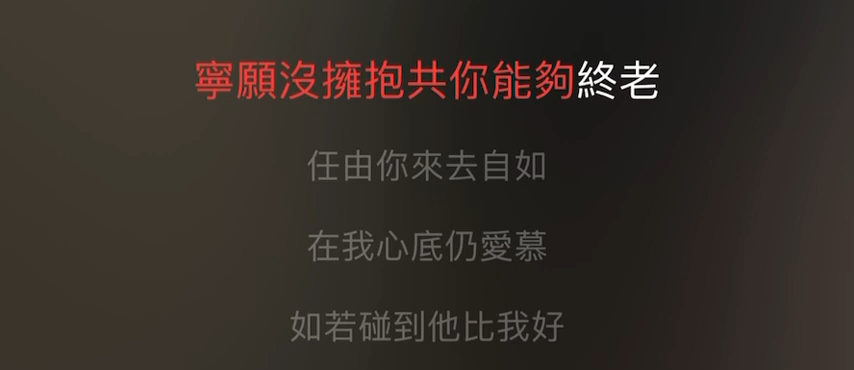 寧願沒擁抱共你能夠終老
任由你來去自如
在我心底仍愛慕
如若碰到他比我好